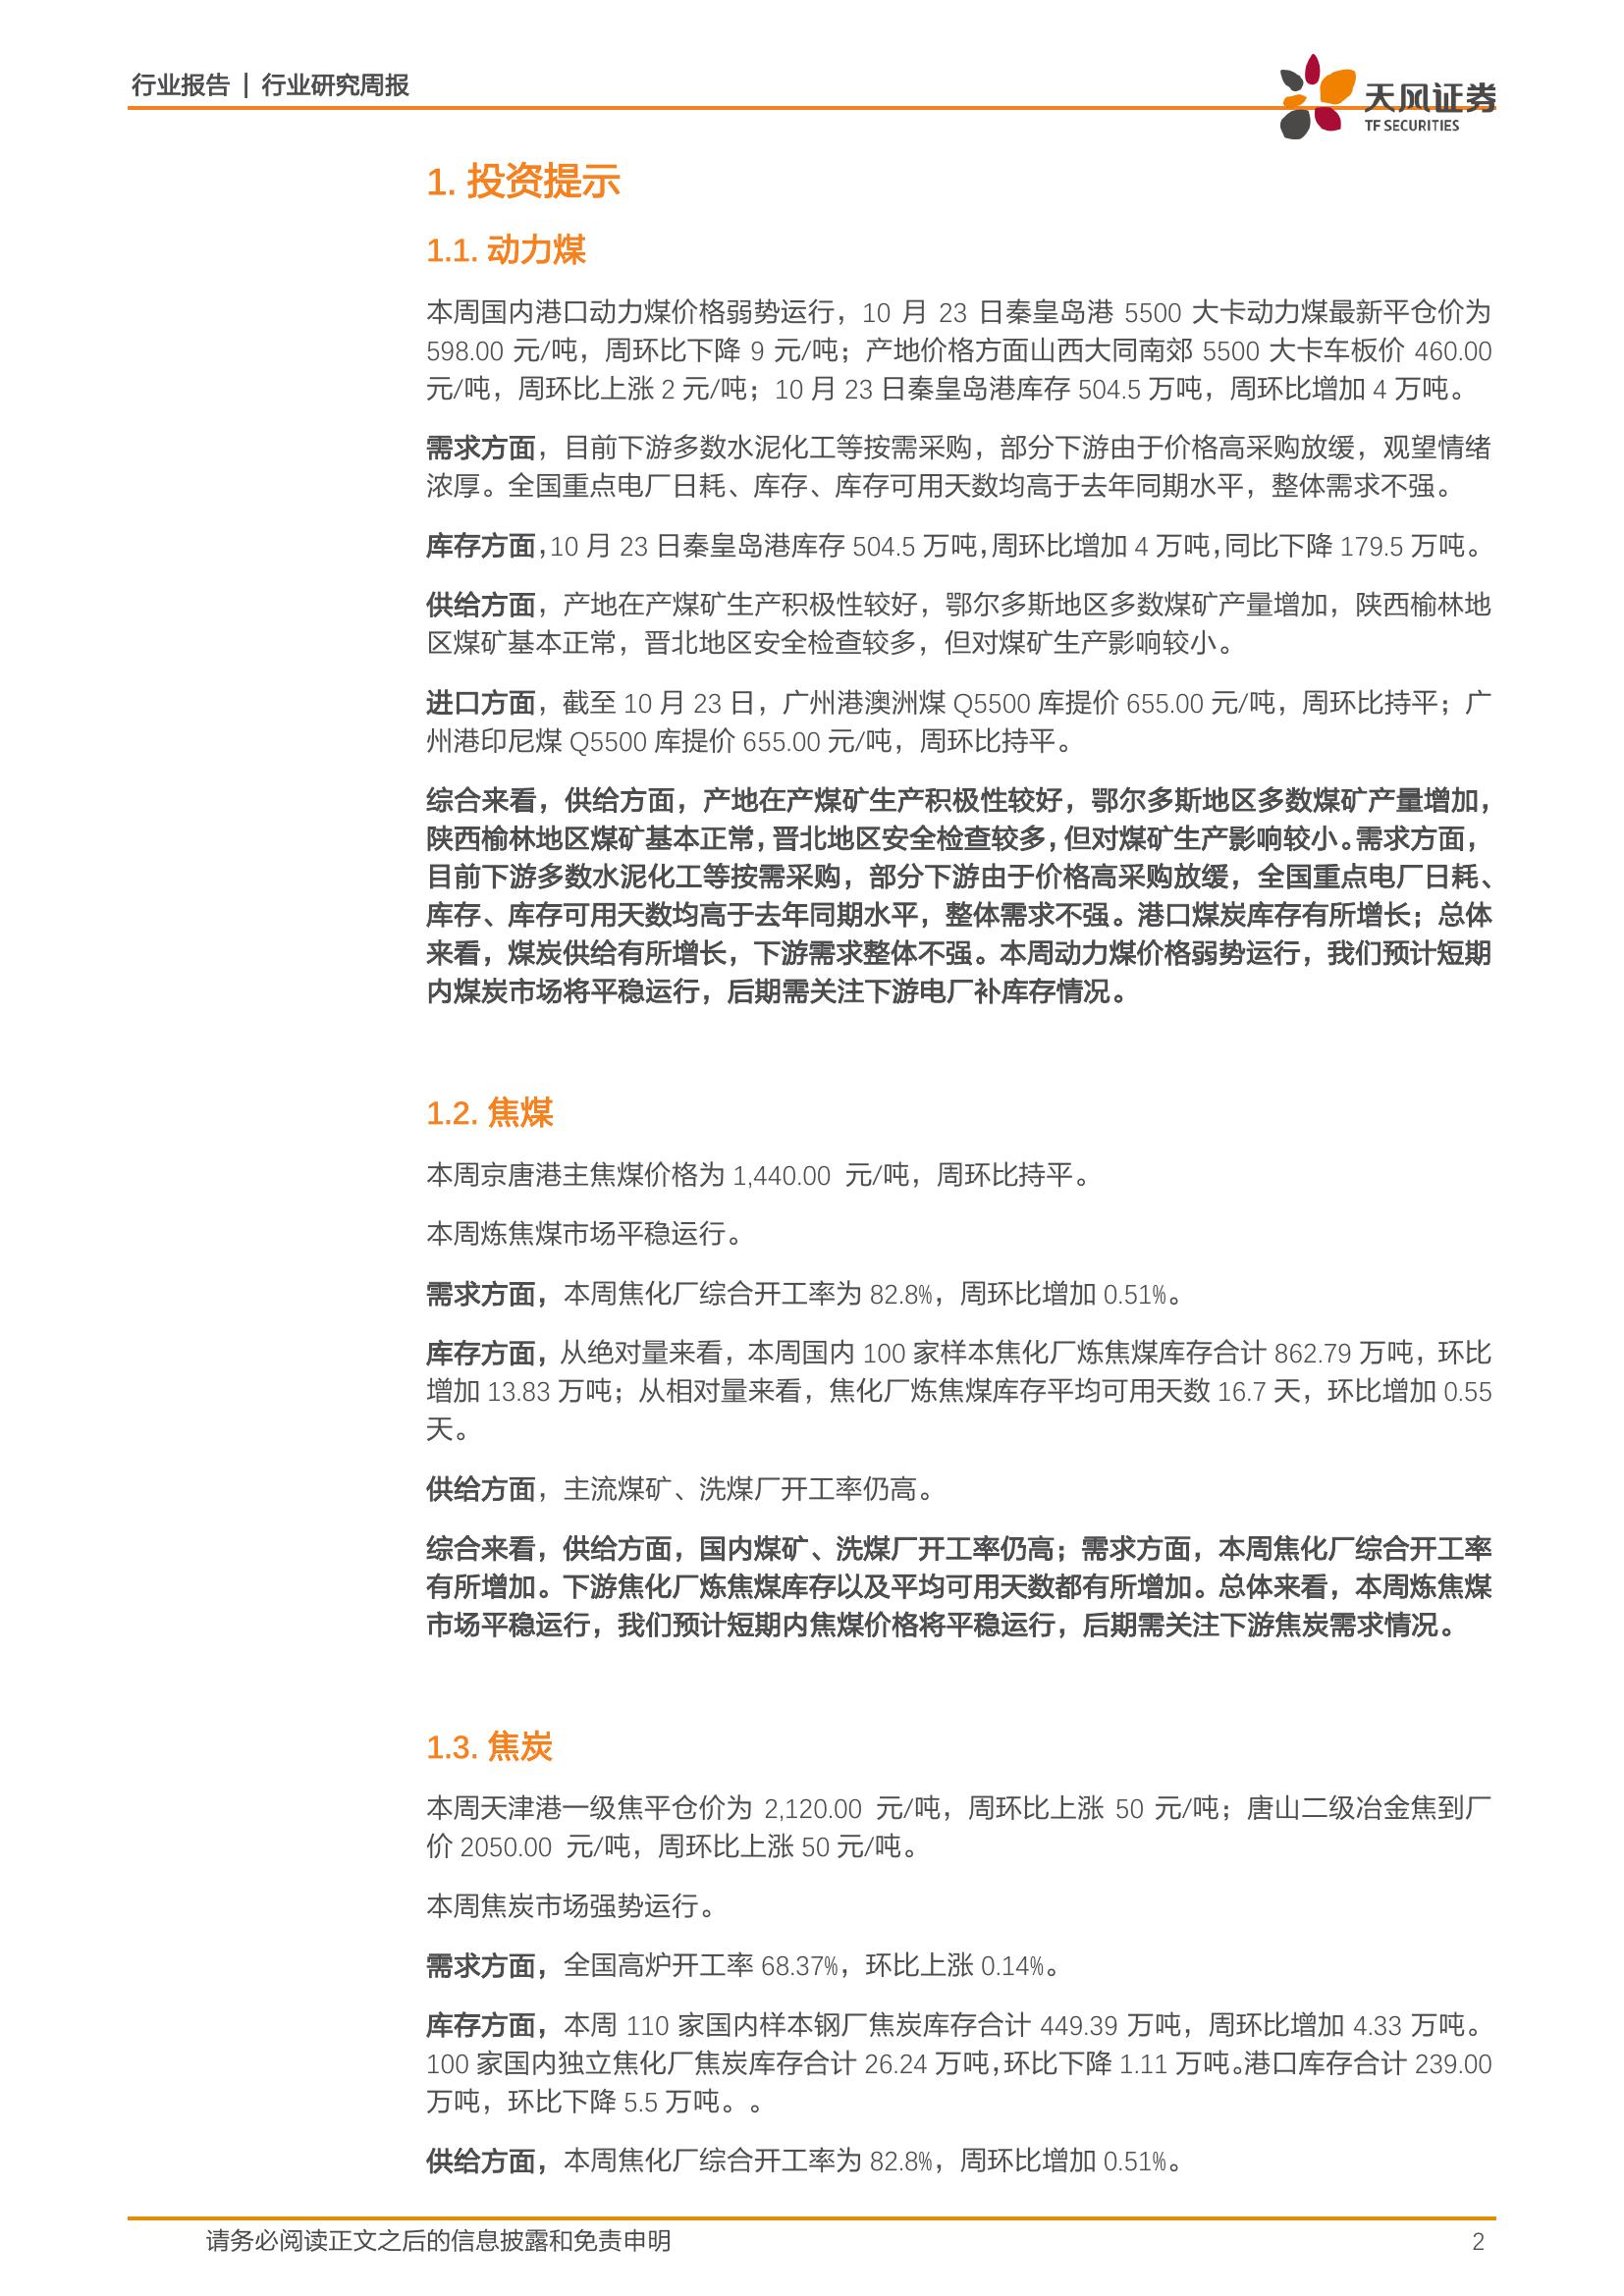 行业报告 | 行业研究周报
天风证券
TF SECURITIES
1. 投资提示
1.1. 动力煤
本周国内港口动力煤价格弱势运行，10 月 23 日秦皇岛港 5500 大卡动力煤最新平仓价为
598.00 元/吨，周环比下降 9 元/吨；产地价格方面山西大同南郊 5500 大卡车板价 460.00
元/吨，周环比上涨 2 元/吨；10 月 23 日秦皇岛港库存 504.5 万吨，周环比增加 4 万吨。
需求方面，目前下游多数水泥化工等按需采购，部分下游由于价格高采购放缓，观望情绪
浓厚。全国重点电厂日耗、库存、库存可用天数均高于去年同期水平，整体需求不强。
库存方面，10 月 23 日秦皇岛港库存 504.5 万吨，周环比增加 4 万吨，同比下降 179.5 万吨。
供给方面，产地在产煤矿生产积极性较好，鄂尔多斯地区多数煤矿产量增加，陕西榆林地
区煤矿基本正常，晋北地区安全检查较多，但对煤矿生产影响较小。
进口方面，截至 10 月 23 日，广州港澳洲煤 Q5500 库提价 655.00 元/吨，周环比持平；广
州港印尼煤 Q5500 库提价 655.00 元/吨，周环比持平。
综合来看，供给方面，产地在产煤矿生产积极性较好，鄂尔多斯地区多数煤矿产量增加，
陕西榆林地区煤矿基本正常，晋北地区安全检查较多，但对煤矿生产影响较小。需求方面，
目前下游多数水泥化工等按需采购，部分下游由于价格高采购放缓，全国重点电厂日耗、
库存、库存可用天数均高于去年同期水平，整体需求不强。港口煤炭库存有所增长；总体
来看，煤炭供给有所增长，下游需求整体不强。本周动力煤价格弱势运行，我们预计短期
内煤炭市场将平稳运行，后期需关注下游电厂补库存情况。
1.2. 焦煤
本周京唐港主焦煤价格为 1,440.00 元/吨，周环比持平。
本周炼焦煤市场平稳运行。
需求方面，本周焦化厂综合开工率为 82.8%，周环比增加 0.51%。
库存方面，从绝对量来看，本周国内 100 家样本焦化厂炼焦煤库存合计 862.79 万吨，环比
增加 13.83 万吨；从相对量来看，焦化厂炼焦煤库存平均可用天数 16.7 天，环比增加 0.55
天。
供给方面，主流煤矿、洗煤厂开工率仍高。
综合来看，供给方面，国内煤矿、洗煤厂开工率仍高；需求方面，本周焦化厂综合开工率
有所增加。下游焦化厂炼焦煤库存以及平均可用天数都有所增加。总体来看，本周炼焦煤
市场平稳运行，我们预计短期内焦煤价格将平稳运行，后期需关注下游焦炭需求情况。
1.3. 焦炭
本周天津港一级焦平仓价为 2,120.00 元/吨，周环比上涨 50 元/吨；唐山二级冶金焦到厂
价 2050.00 元/吨，周环比上涨 50 元/吨。
本周焦炭市场强势运行。
需求方面，全国高炉开工率 68.37%，环比上涨 0.14%。
库存方面，本周 110 家国内样本钢厂焦炭库存合计 449.39 万吨，周环比增加 4.33 万吨。
100 家国内独立焦化厂焦炭库存合计 26.24 万吨，环比下降 1.11 万吨。港口库存合计 239.00
万吨，环比下降 5.5 万吨。。
供给方面，本周焦化厂综合开工率为 82.8%，周环比增加 0.51%。
请务必阅读正文之后的信息披露和免责申明
2